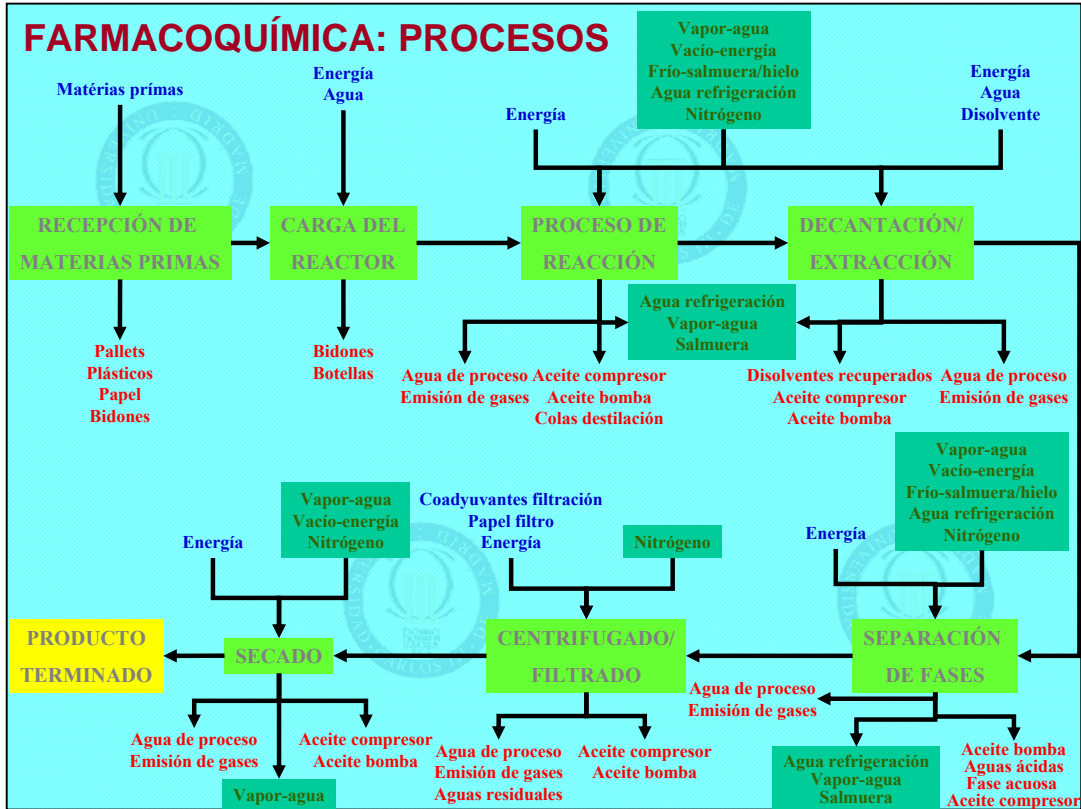 FARMACOQUÍMICA: PROCESOS
Matérias prímas
Energía
Agua
Energía
Vapor-agua
Vacío-energía
Frío-salmuera/hielo
Agua refrigeración
Nitrógeno
Energía
Agua
Disolvente
RECEPCIÓN DE
MATERIAS PRIMAS
CARGA DEL
REACTOR
PROCESO DE
REACCIÓN
DECANTACIÓN/
EXTRACCIÓN
Pallets
Plásticos
Papel
Bidones
Bidones
Botellas
Agua refrigeración
Vapor-agua
Salmuera
Agua de proceso
Emisión de gases
Aceite compresor
Aceite bomba
Colas destilación
Disolventes recuperados
Aceite compresor
Aceite bomba
Agua de proceso
Emisión de gases
Energía
Vapor-agua
Vacío-energía
Nitrógeno
Coadyuvantes filtración
Papel filtro
Energía
Nitrógeno
Energía
Vapor-agua
Vacío-energía
Frío-salmuera/hielo
Agua refrigeración
Nitrógeno
PRODUCTO
TERMINADO
SECADO
CENTRIFUGADO/
FILTRADO
SEPARACIÓN
DE FASES
Agua de proceso
Emisión de gases
Aceite compresor
Aceite bomba
Vapor-agua
Agua de proceso
Emisión de gases
Aguas residuales
Aceite compresor
Aceite bomba
Agua de proceso
Emisión de gases
Agua refrigeración
Vapor-agua
Salmuera
Aceite bomba
Aguas ácidas
Fase acuosa
Aceite compresor